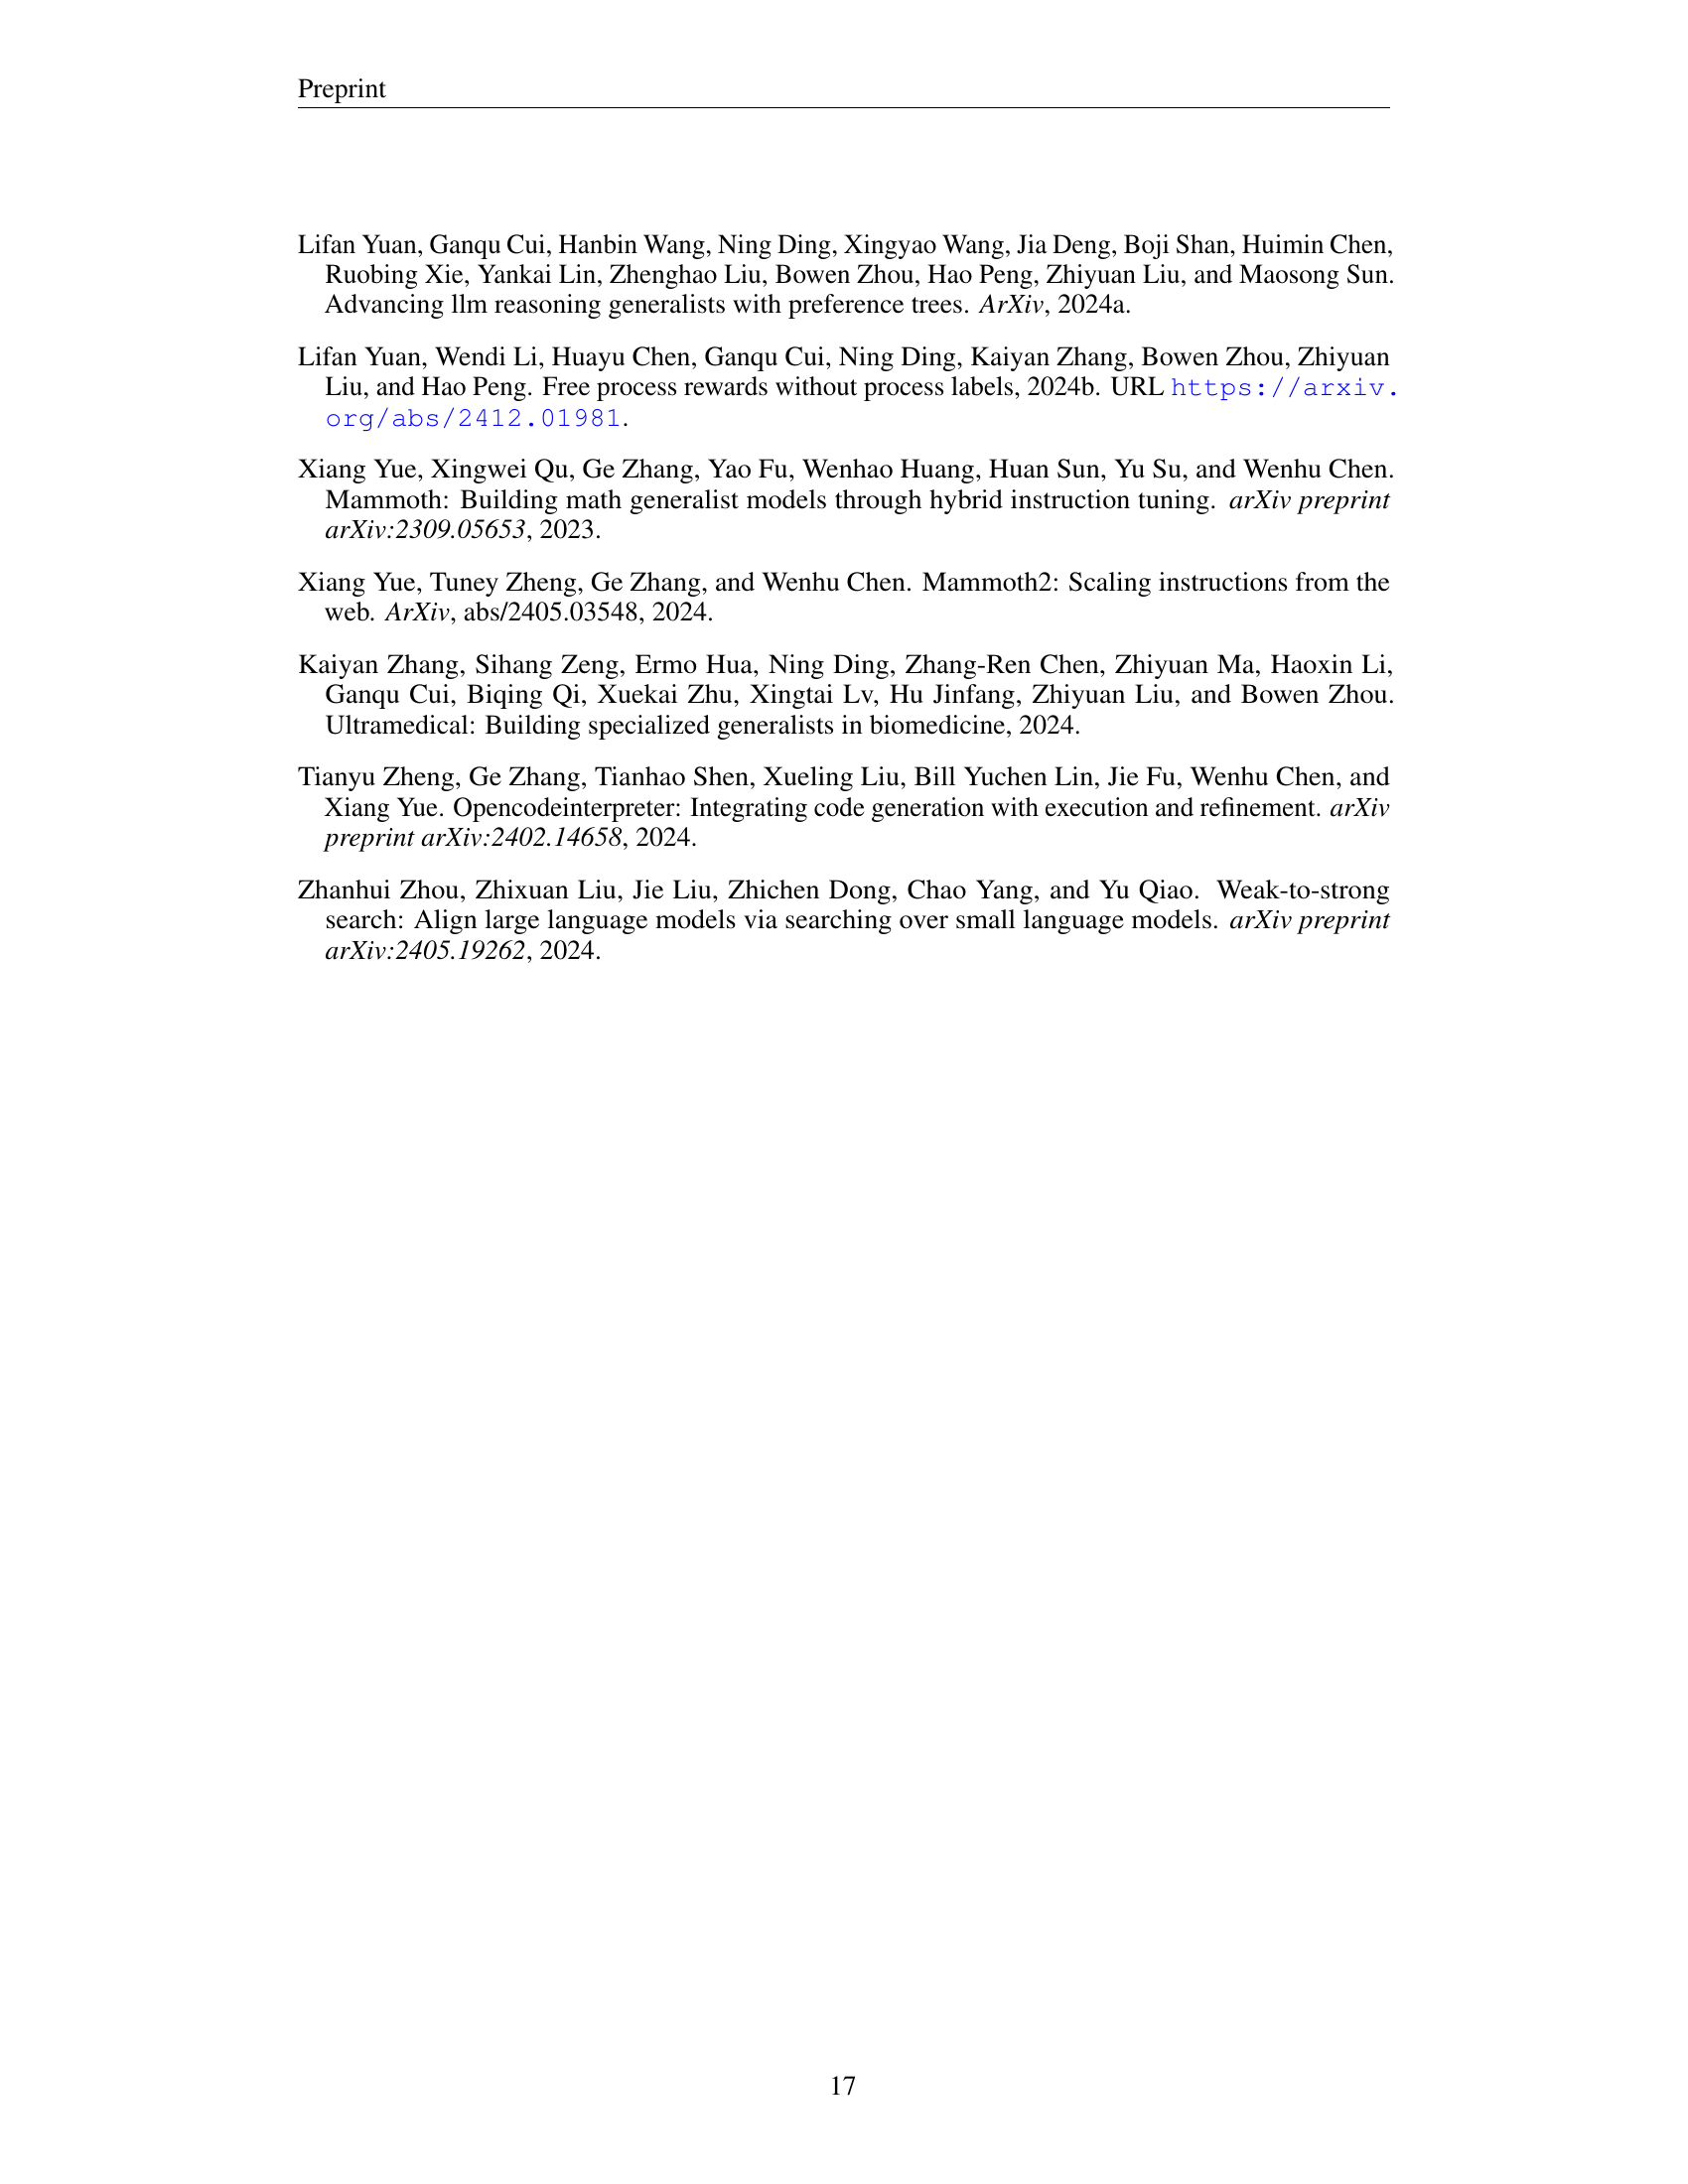 Preprint
Lifan Yuan, Ganqu Cui, Hanbin Wang, Ning Ding, Xingyao Wang, Jia Deng, Boji Shan, Huimin Chen,
Ruobing Xie, Yankai Lin, Zhenghao Liu, Bowen Zhou, Hao Peng, Zhiyuan Liu, and Maosong Sun.
Advancing llm reasoning generalists with preference trees. ArXiv, 2024a.
Lifan Yuan, Wendi Li, Huayu Chen, Ganqu Cui, Ning Ding, Kaiyan Zhang, Bowen Zhou, Zhiyuan
Liu, and Hao Peng. Free process rewards without process labels, 2024b. URL https://arxiv.
org/abs/2412.01981.
Xiang Yue, Xingwei Qu, Ge Zhang, Yao Fu, Wenhao Huang, Huan Sun, Yu Su, and Wenhu Chen.
Mammoth: Building math generalist models through hybrid instruction tuning. arXiv preprint
arXiv:2309.05653, 2023.
Xiang Yue, Tuney Zheng, Ge Zhang, and Wenhu Chen. Mammoth2: Scaling instructions from the
web. ArXiv, abs/2405.03548, 2024.
Kaiyan Zhang, Sihang Zeng, Ermo Hua, Ning Ding, Zhang-Ren Chen, Zhiyuan Ma, Haoxin Li,
Ganqu Cui, Biqing Qi, Xuekai Zhu, Xingtai Lv, Hu Jinfang, Zhiyuan Liu, and Bowen Zhou.
Ultramedical: Building specialized generalists in biomedicine, 2024.
Tianyu Zheng, Ge Zhang, Tianhao Shen, Xueling Liu, Bill Yuchen Lin, Jie Fu, Wenhu Chen, and
Xiang Yue. Opencodeinterpreter: Integrating code generation with execution and refinement. arXiv
preprint arXiv:2402.14658, 2024.
Zhanhui Zhou, Zhixuan Liu, Jie Liu, Zhichen Dong, Chao Yang, and Yu Qiao. Weak-to-strong
search: Align large language models via searching over small language models. arXiv preprint
arXiv:2405.19262, 2024.
17